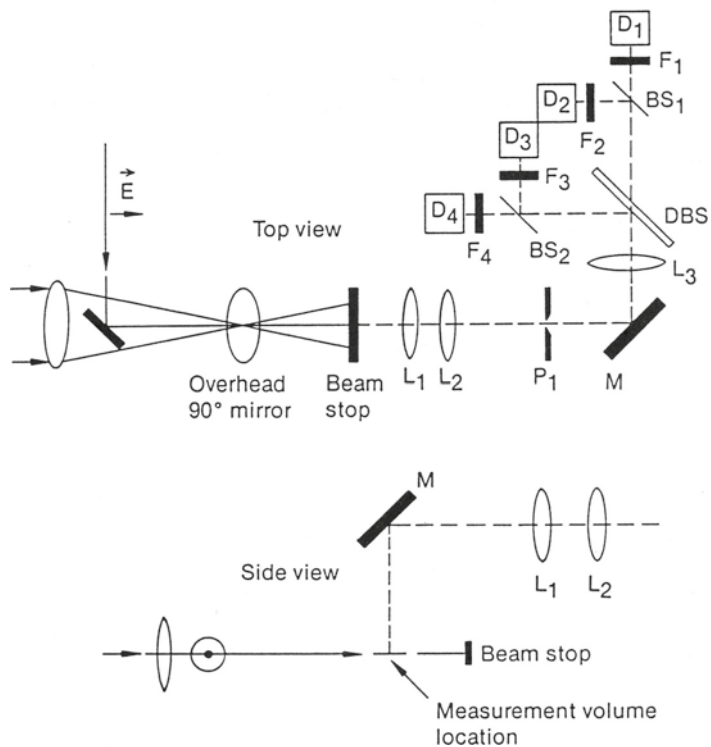 D1
F1
D2
BS1
F2
D3
F3
E
D4
DBS
Top view
F4
BS2
L3
Overhead
90° mirror
Beam
stop
L1
L2
P1
M
M
Side view
L1
L2
Beam stop
Measurement volume
location